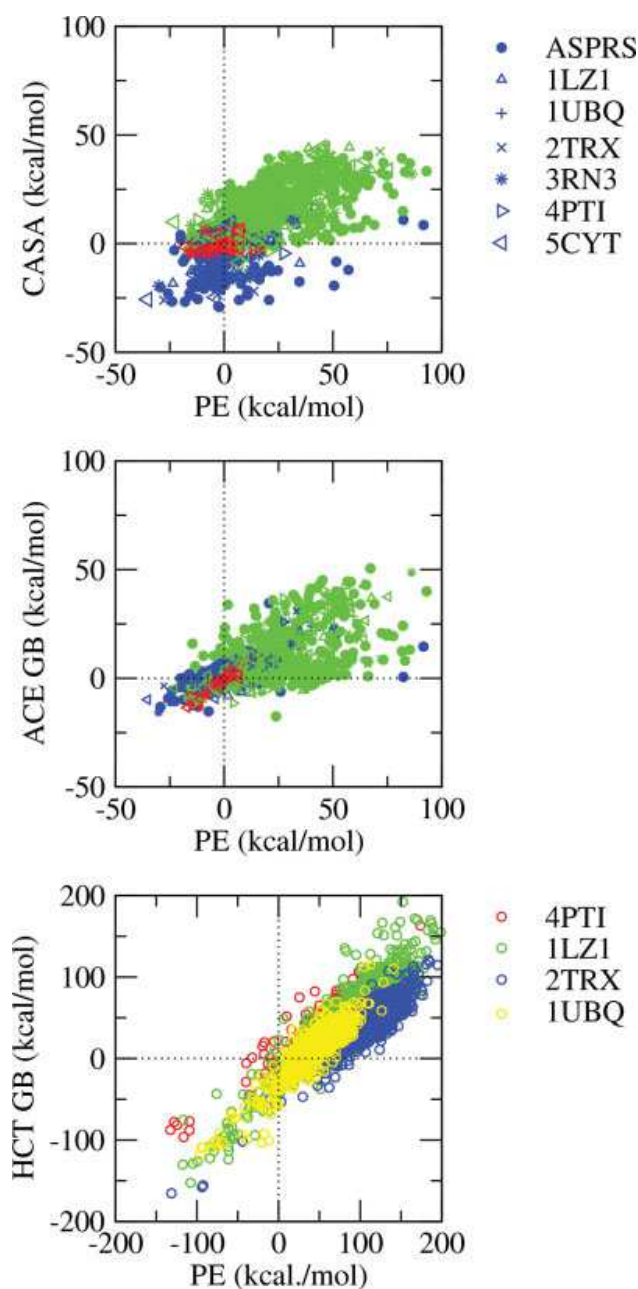 100
50
0
-50
CASA (kcal/mol)
-50 0 50 100
PE (kcal/mol)
ASPRS
1LZ1
1UBQ
2TRX
3RN3
4PTI
5CYT
100
50
0
-50
ACE GB (kcal/mol)
-50 0 50 100
PE (kcal/mol)
200
100
0
-100
-200
HCT GB (kcal/mol)
-200 -100 0 100 200
PE (kcal./mol)
4PTI
1LZ1
2TRX
1UBQ